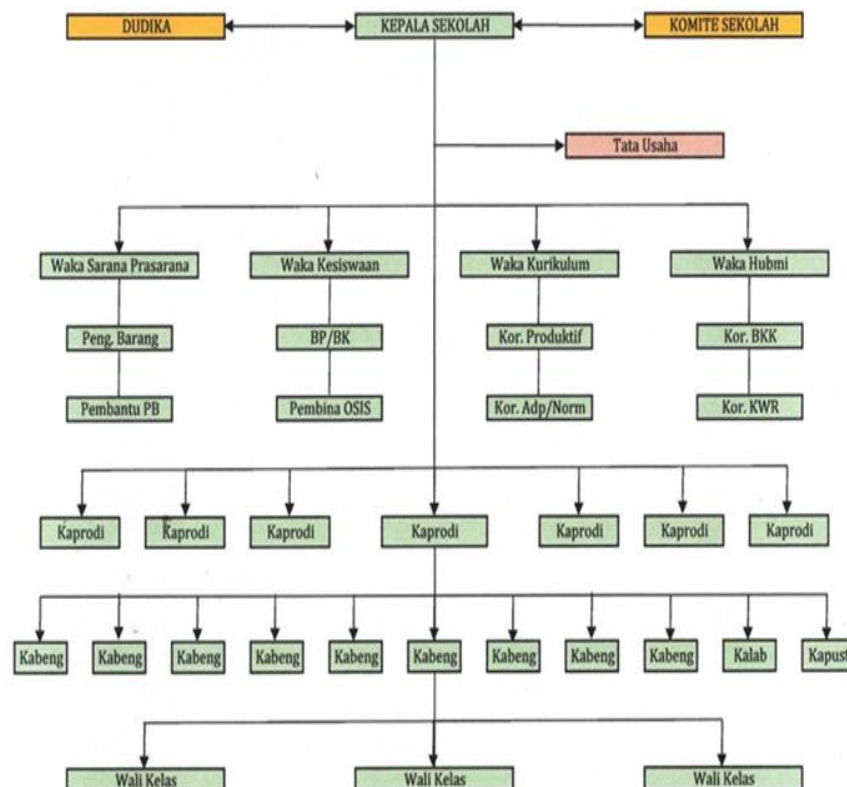 DUDIKA
KEPALA SEKOLAH
KOMITE SEKOLAH
Tata Usaha
Waka Sarana Prasarana
Waka Kesiswaan
Waka Kurikulum
Waka Hubmi
Peng. Barang
BP/BK
Kor. Produktif
Kor. BKK
Pembantu PB
Pembina OSIS
Kor. Adp/Norm
Kor. KWR
Kaprodi
Kaprodi
Kaprodi
Kaprodi
Kaprodi
Kaprodi
Kaprodi
Kabeng
Kabeng
Kabeng
Kabeng
Kabeng
Kabeng
Kabeng
Kabeng
Kabeng
Kalab
Kapust
Wali Kelas
Wali Kelas
Wali Kelas